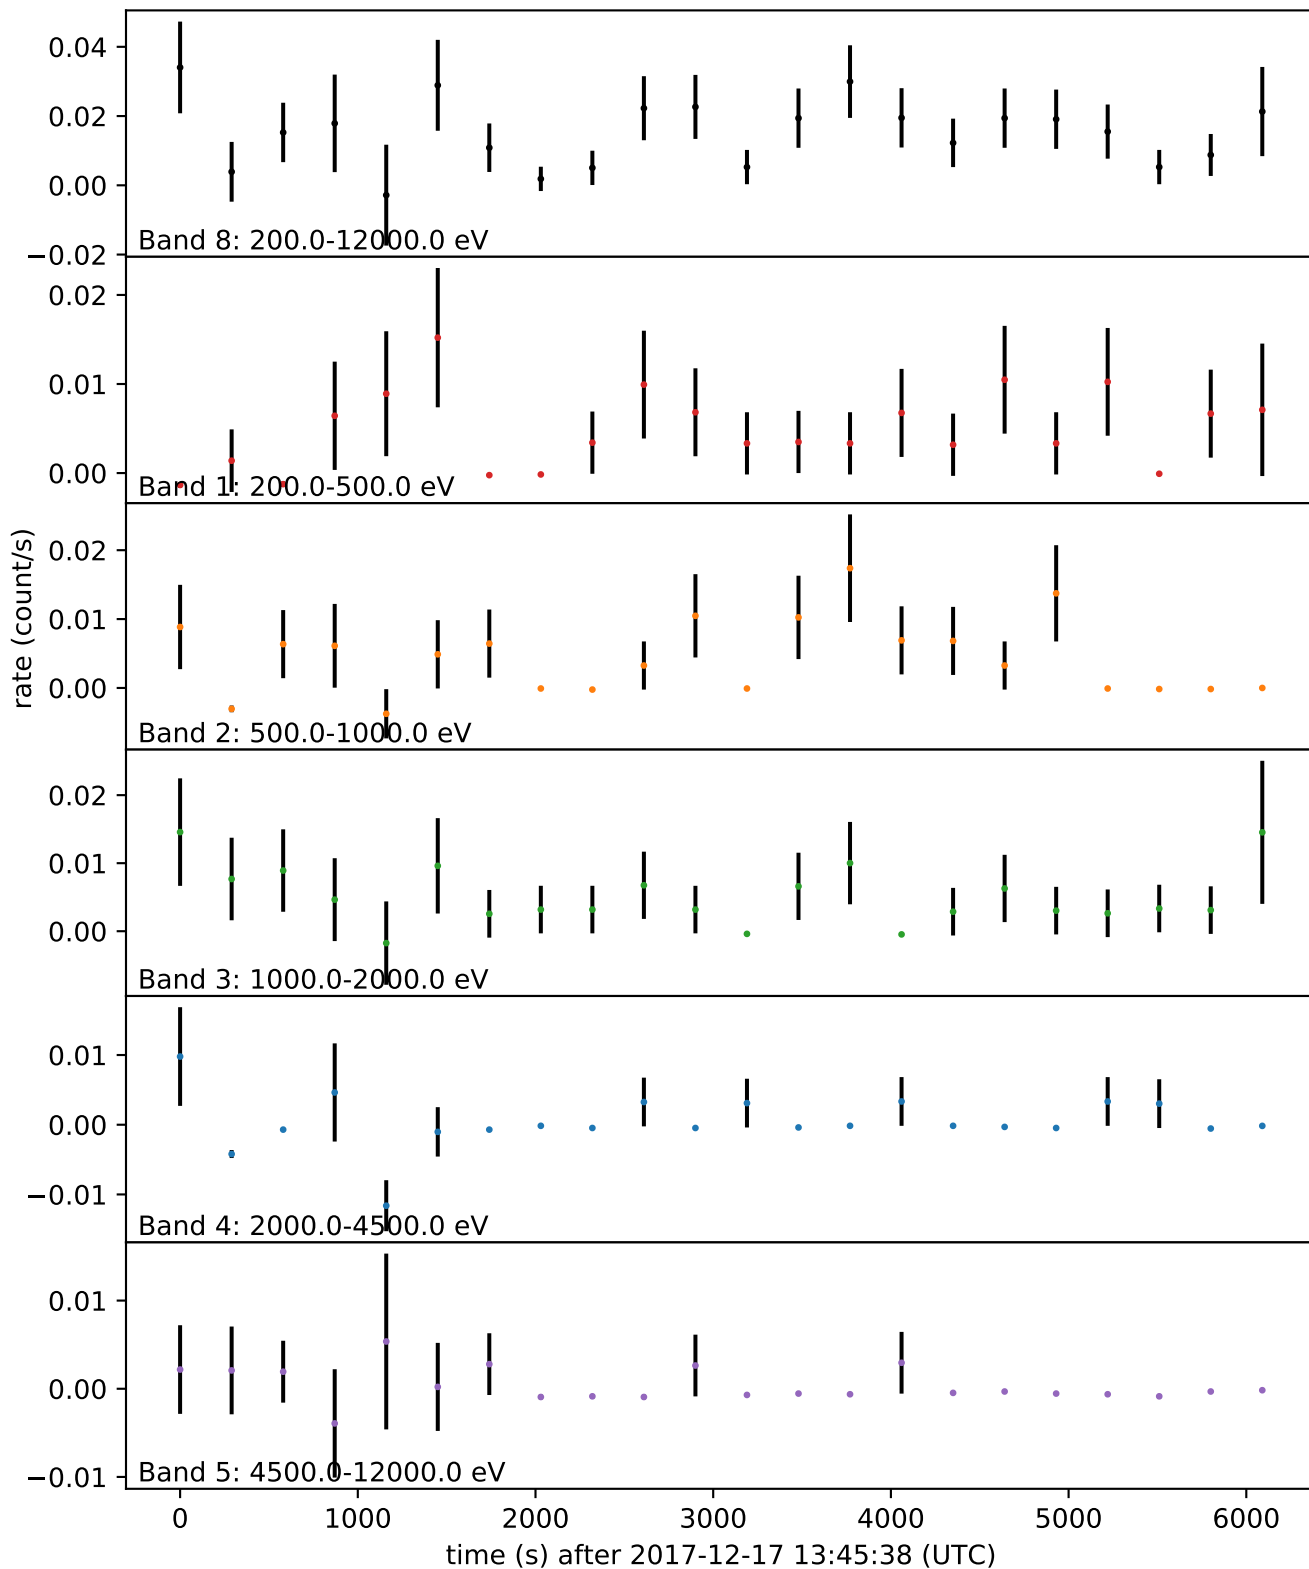 0.04
0.02
0.00
−0.02
Band 8: 200.0-12000.0 eV
0.02
0.01
0.00
Band 1: 200.0-500.0 eV
rate (count/s)
0.02
0.01
0.00
Band 2: 500.0-1000.0 eV
0.02
0.01
0.00
Band 3: 1000.0-2000.0 eV
0.01
0.00
−0.01
Band 4: 2000.0-4500.0 eV
0.01
0.00
−0.01
Band 5: 4500.0-12000.0 eV
0 1000 2000 3000 4000 5000 6000
time (s) after 2017-12-17 13:45:38 (UTC)